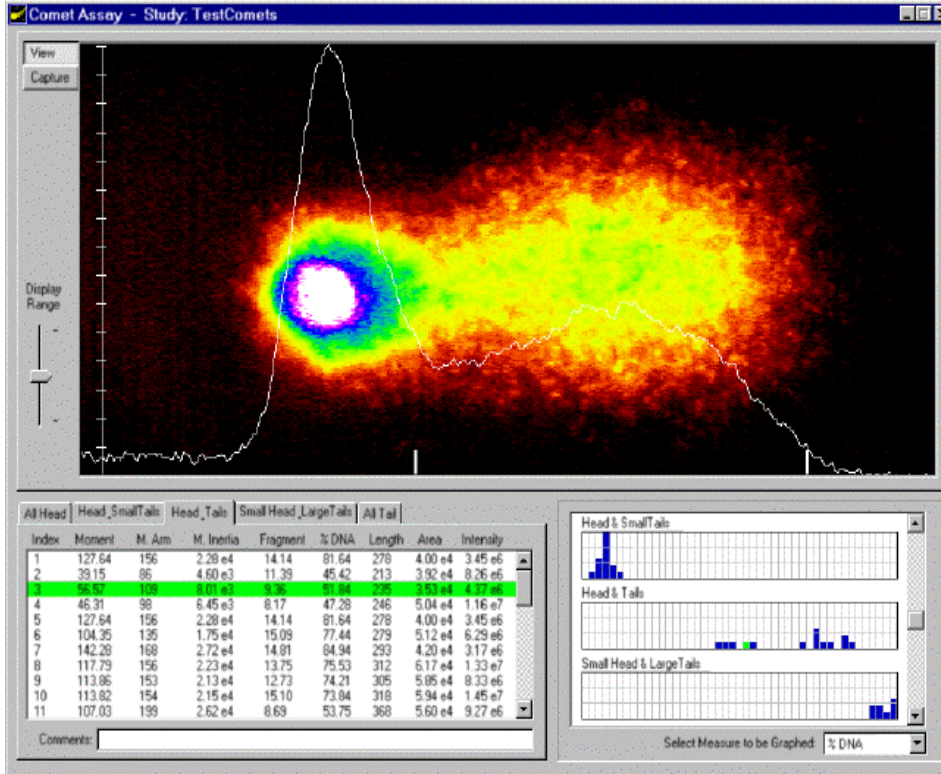 Comet Assay - Study: TestComets
View
Capture
Display
Range
All Head Head_SmallTails Head_Tails Small Head_LargeTails All Tail
Index Moment M. Arm M. Inertia Fragment % DNA Length Area Intensity
1 127.64 156 2.28 e4 14.14 81.64 278 4.00 e4 3.45 e6
2 39.15 86 4.60 e3 11.39 45.42 213 3.92 e4 8.26 e6
3 56.57 109 8.01 e3 9.36 51.84 235 3.53 e4 4.37 e6
4 46.31 98 6.45 e3 8.17 47.28 246 5.04 e4 1.16 e7
5 127.64 156 2.28 e4 14.14 81.64 278 4.00 e4 3.45 e6
6 104.35 135 1.75 e4 15.09 77.44 279 5.12 e4 6.29 e6
7 142.28 168 2.72 e4 14.81 84.94 293 4.20 e4 3.17 e6
8 117.79 156 2.23 e4 13.75 75.53 312 6.17 e4 1.33 e7
9 113.86 153 2.13 e4 12.73 74.21 305 5.85 e4 8.33 e6
10 113.82 154 2.15 e4 15.10 73.84 318 5.94 e4 1.45 e7
11 107.03 199 2.62 e4 8.69 53.75 368 5.60 e4 9.27 e6
Comments:
Head & SmallTails
Head & Tails
Small Head & LargeTails
Select Measure to be Graphed: % DNA